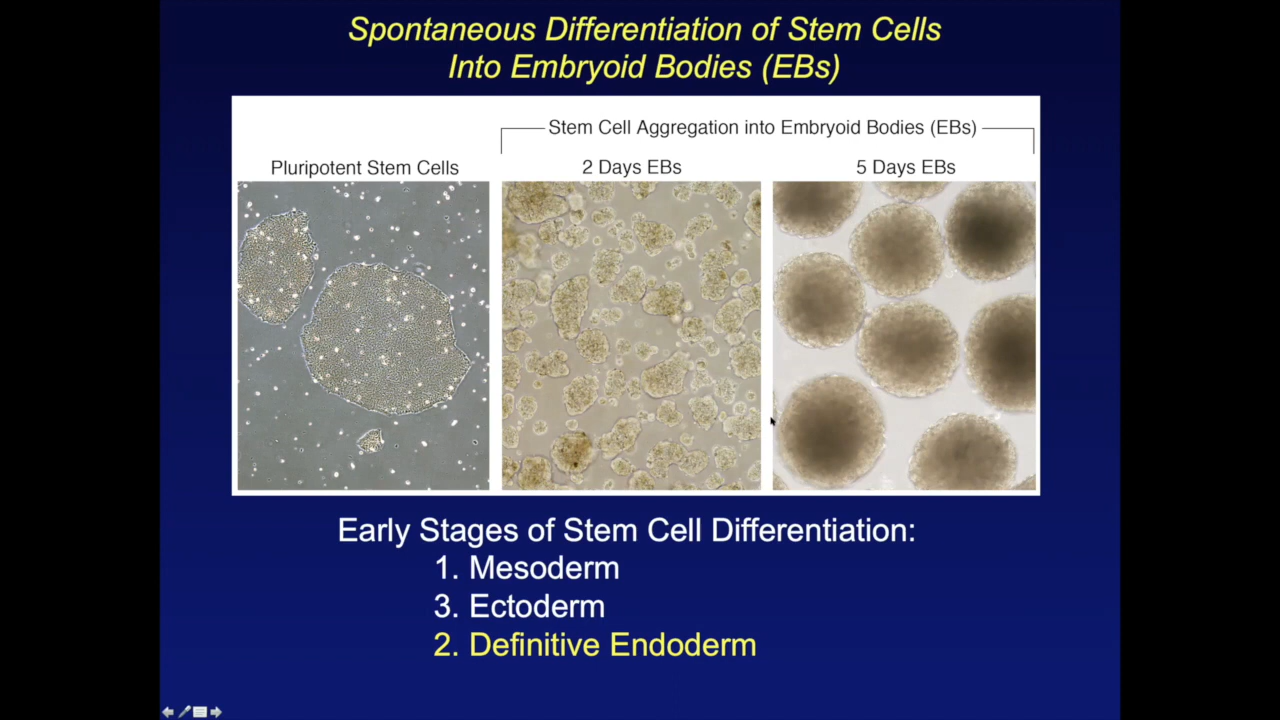 Spontaneous Differentiation of Stem Cells
Into Embryoid Bodies (EBs)
Stem Cell Aggregation into Embryoid Bodies (EBs)
Pluripotent Stem Cells
2 Days EBs
5 Days EBs
Early Stages of Stem Cell Differentiation:
1. Mesoderm
3. Ectoderm
2. Definitive Endoderm